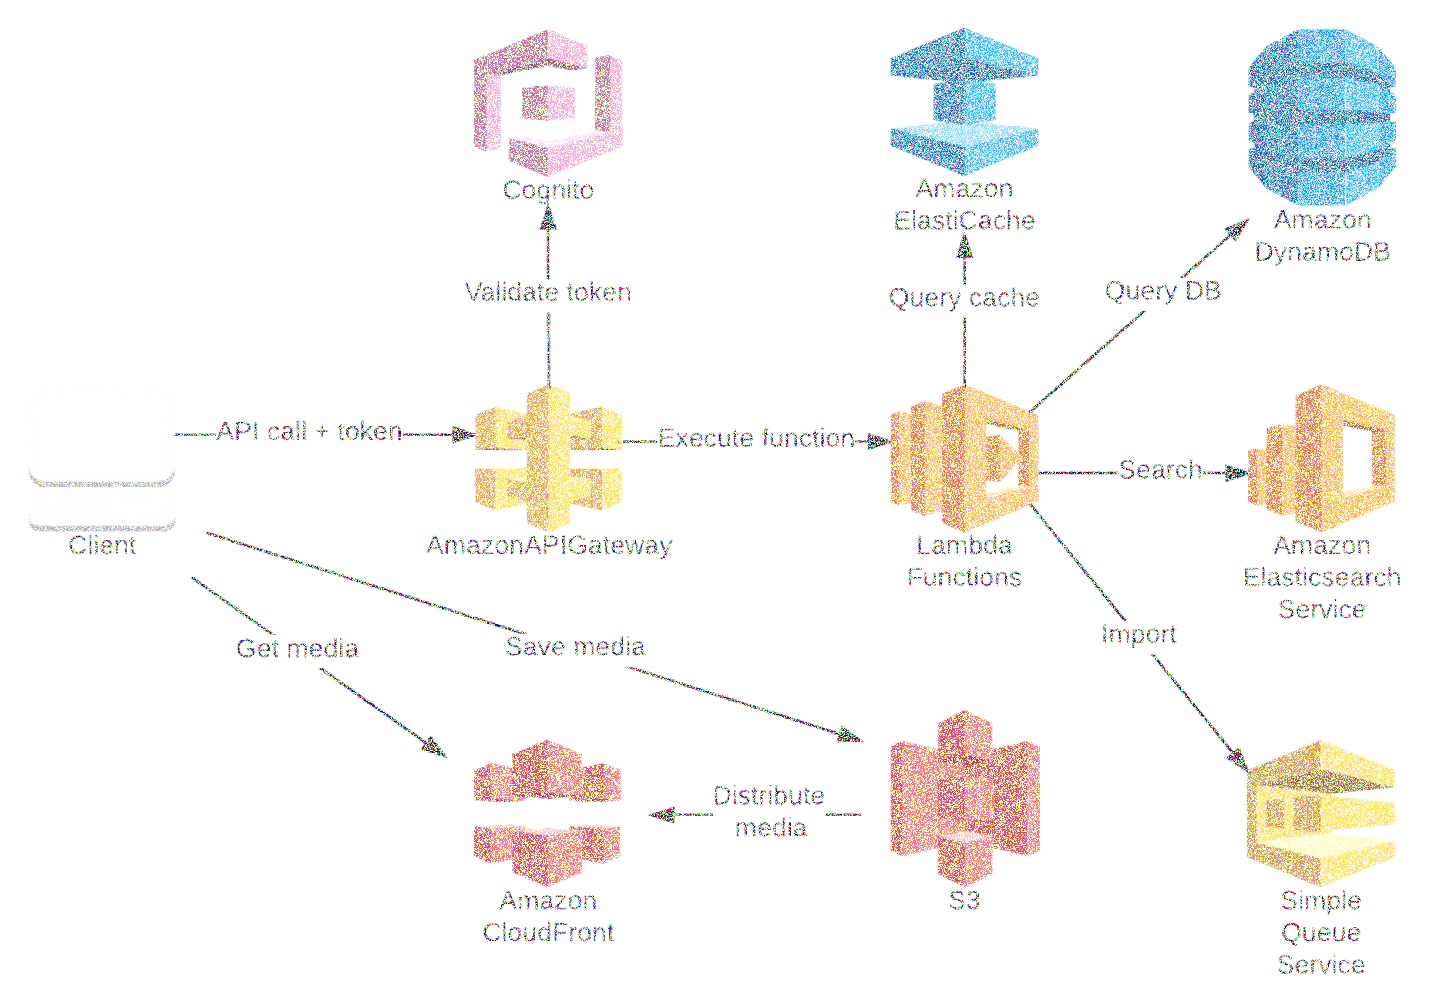 Cognito
Amazon
ElastiCache
Amazon
DynamoDB
Validate token
Query cache
Query DB
API call + token
Execute function
Search
Client
AmazonAPIGateway
Lambda
Functions
Amazon
Elasticsearch
Service
Get media
Save media
Import
Distribute
media
Amazon
CloudFront
S3
Simple
Queue
Service